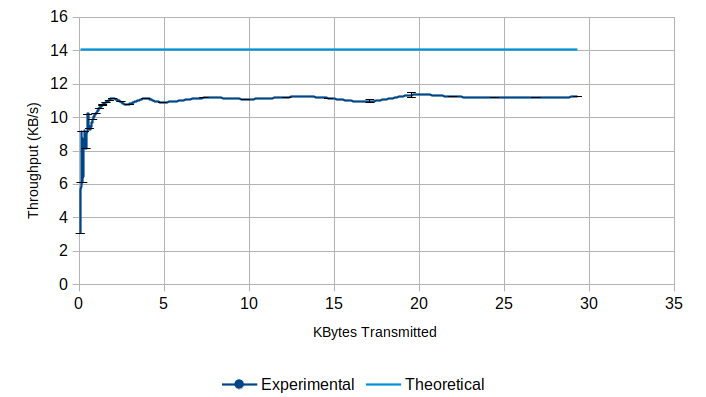 16
14
12
10
8
6
4
2
0
Throughput (KB/s)
0 5 10 15 20 25 30 35
KBytes Transmitted
Experimental Theoretical